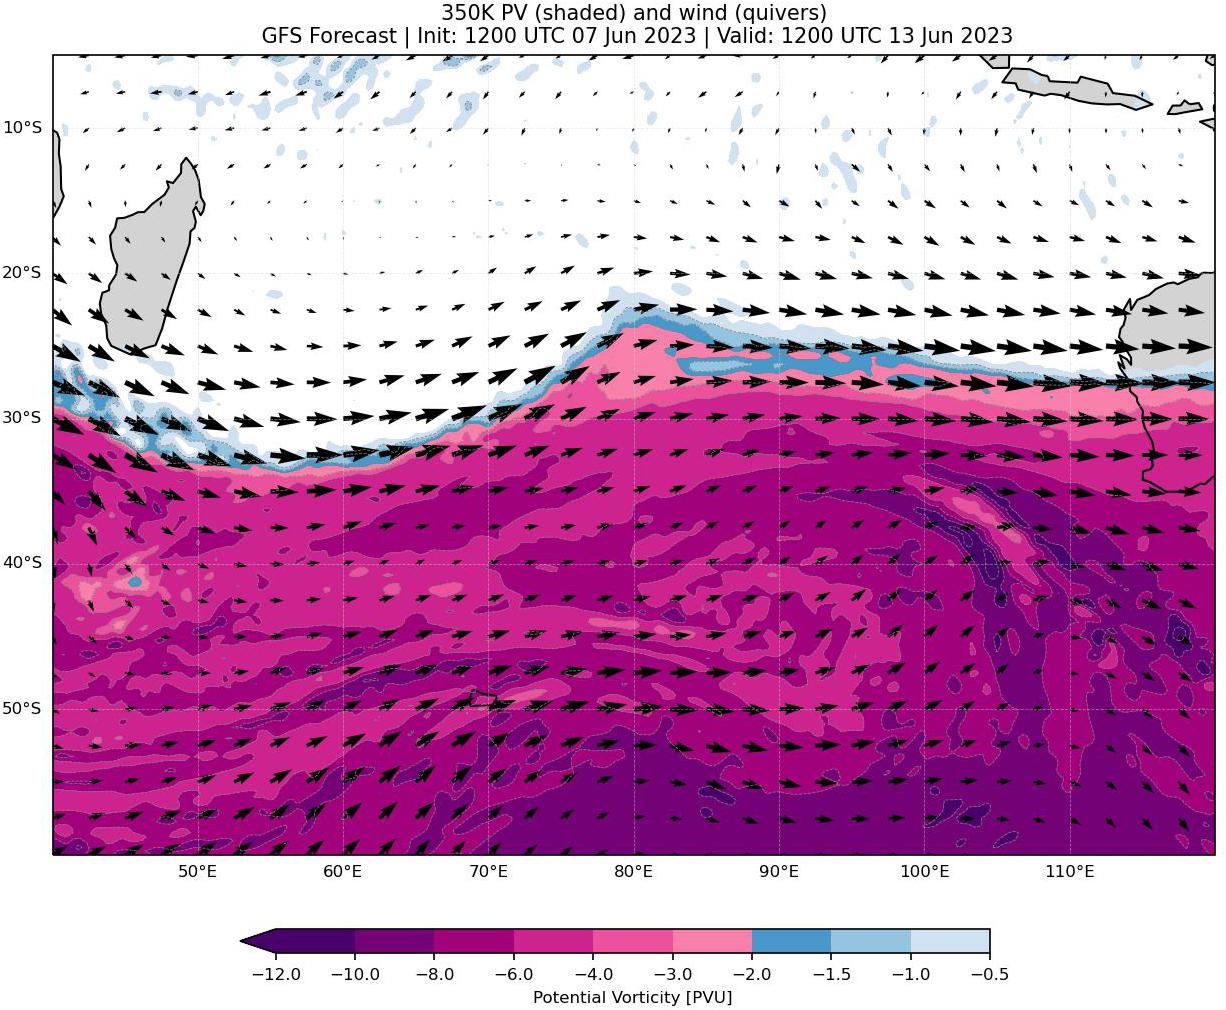 350K PV (shaded) and wind (quivers)
GFS Forecast | Init: 1200 UTC 07 Jun 2023 | Valid: 1200 UTC 13 Jun 2023
10°S
20°S
30°S
40°S
50°S
50°E 60°E 70°E 80°E 90°E 100°E 110°E
−12.0 −10.0 −8.0 −6.0 −4.0 −3.0 −2.0 −1.5 −1.0 −0.5
Potential Vorticity [PVU]